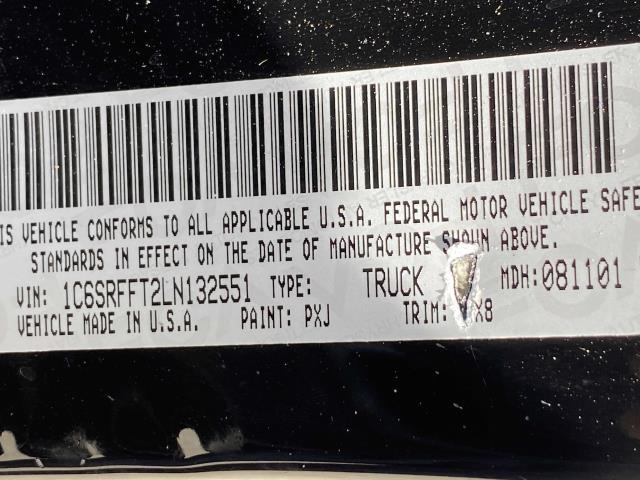 IS VEHICLE CONFORMS TO ALL APPLICABLE U.S.A. FEDERAL MOTOR VEHICLE SAFE
STANDARDS IN EFFECT ON THE DATE OF MANUFACTURE SHOWN ABOVE.
VIN: 1C6SRFFT2LN132551 TYPE: TRUCK MDH:081101
VEHICLE MADE IN U.S.A. PAINT: PXJ TRIM: X8